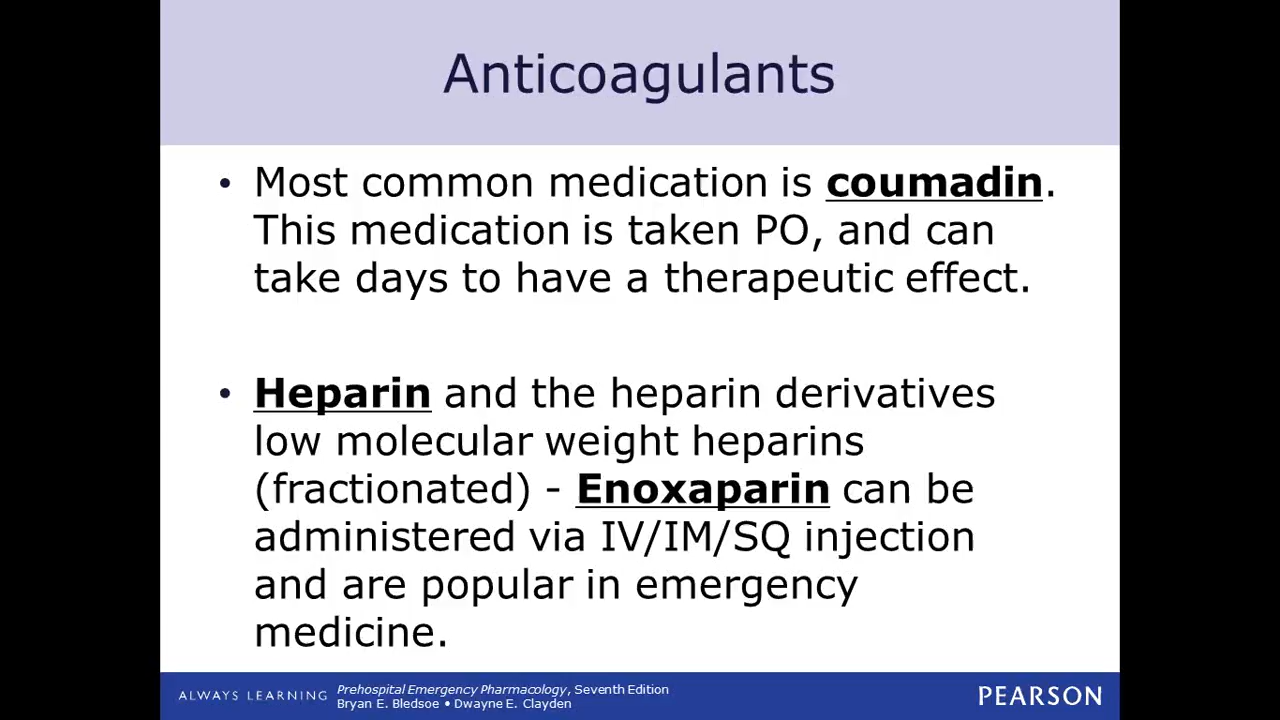 Anticoagulants
• Most common medication is coumadin.
This medication is taken PO, and can
take days to have a therapeutic effect.
• Heparin and the heparin derivatives
low molecular weight heparins
(fractionated) - Enoxaparin can be
administered via IV/IM/SQ injection
and are popular in emergency
medicine.
ALWAYS LEARNING
Prehospital Emergency Pharmacology, Seventh Edition
Bryan E. Bledsoe • Dwayne E. Clayden
PEARSON